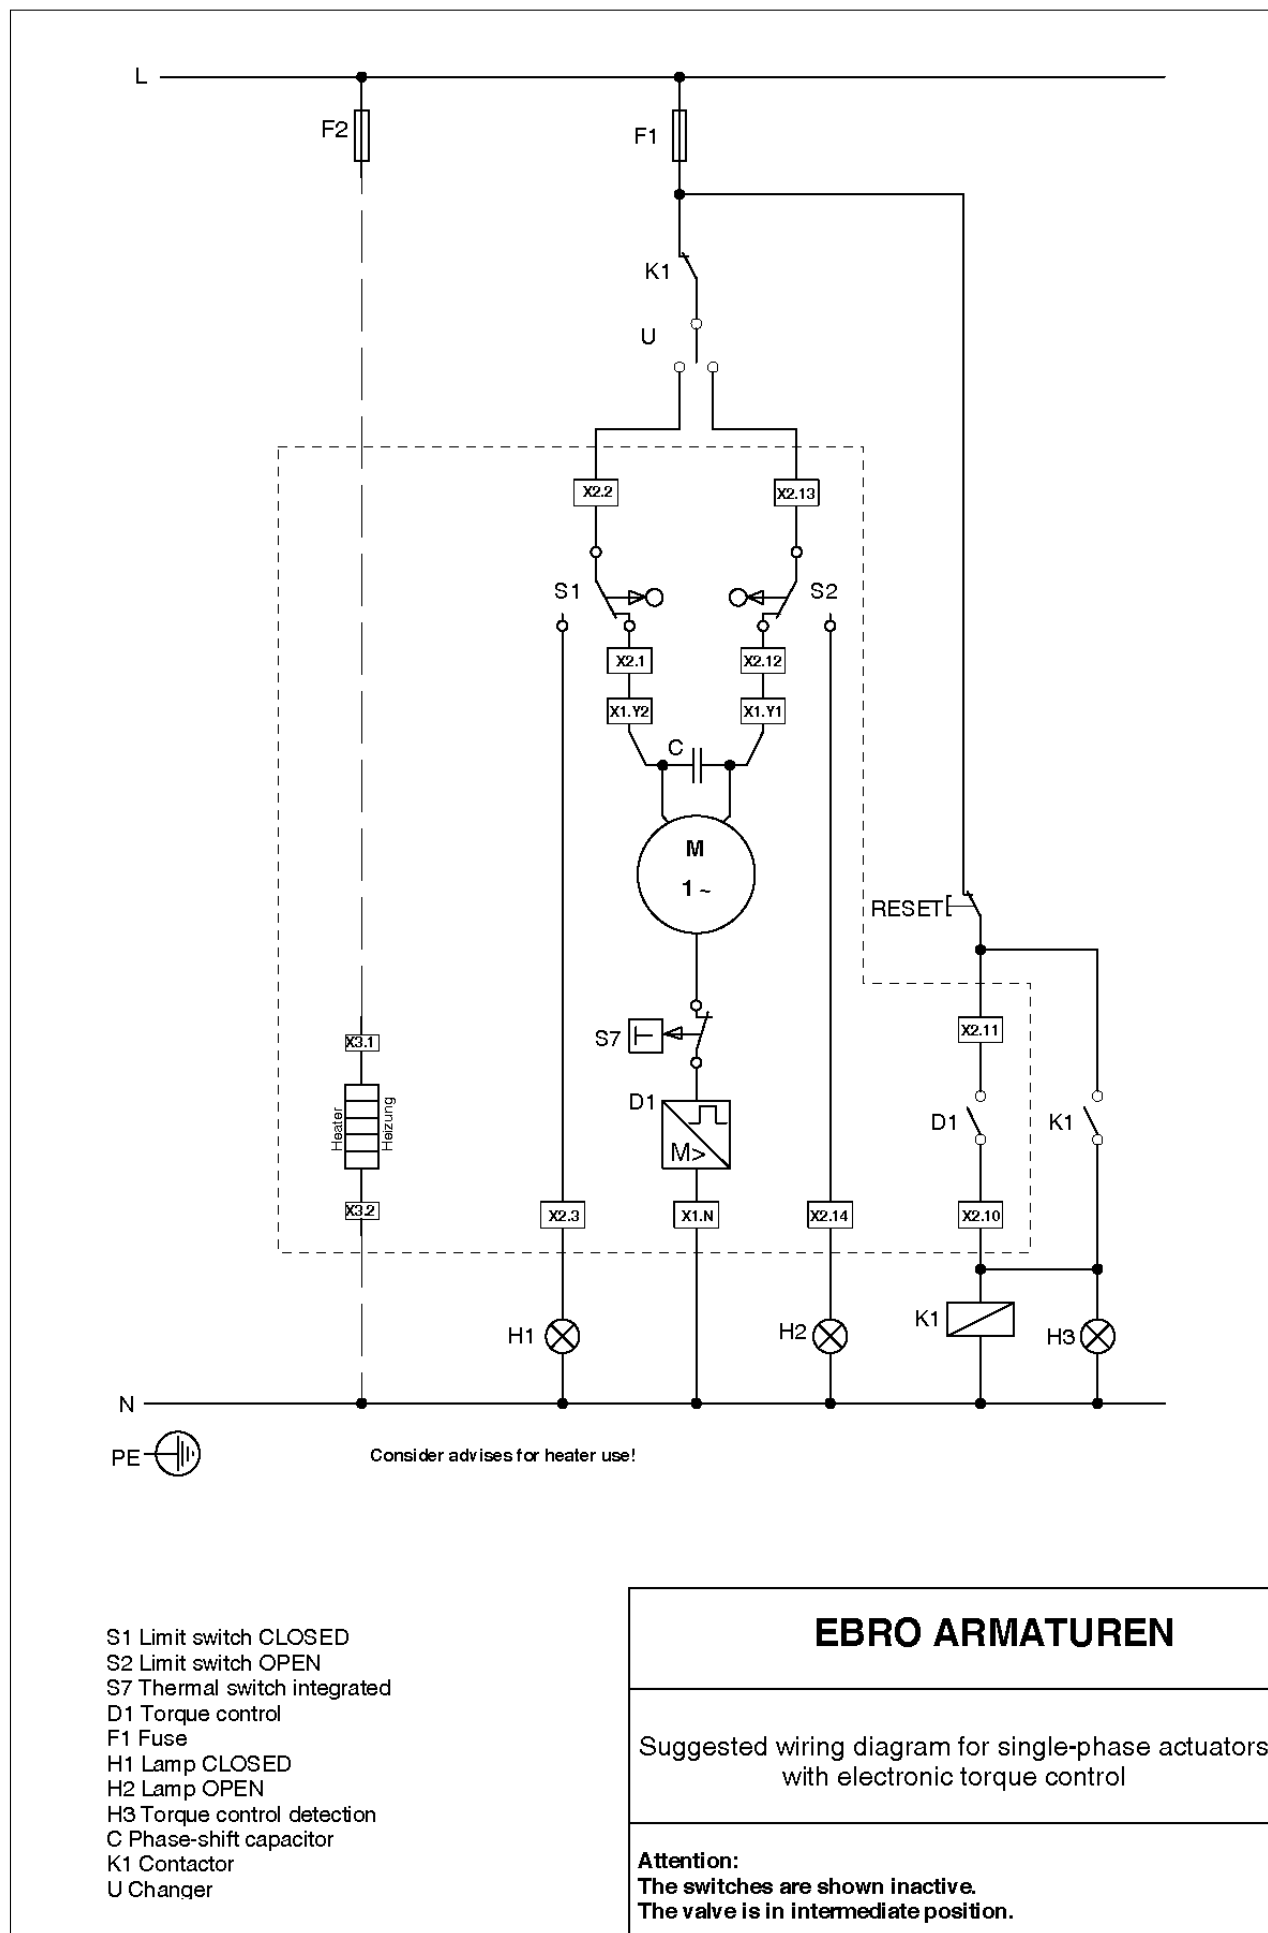 L
F2
F1
K1
U
X2.2
X2.13
S1
S2
X2.1
X2.12
X1.Y2
X1.Y1
C
M
1 ~
RESET
X2.11
S7
X3.1
D1
D1
K1
Heater
Heizung
M>
X3.2
X2.3
X1.N
X2.14
X2.10
K1
H1
H2
H3
N
PE
Consider advises for heater use!
S1 Limit switch CLOSED
S2 Limit switch OPEN
S7 Thermal switch integrated
D1 Torque control
F1 Fuse
H1 Lamp CLOSED
H2 Lamp OPEN
H3 Torque control detection
C Phase-shift capacitor
K1 Contactor
U Changer
EBRO ARMATUREN
Suggested wiring diagram for single-phase actuators
with electronic torque control
Attention:
The switches are shown inactive.
The valve is in intermediate position.